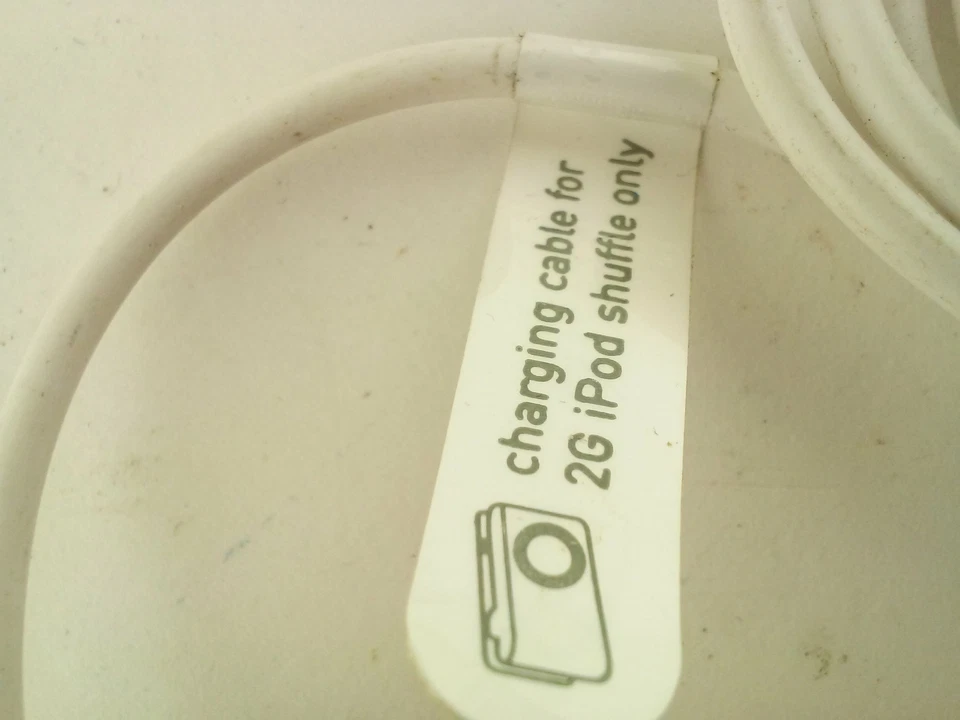 charging cable for
2G iPod shuffle only